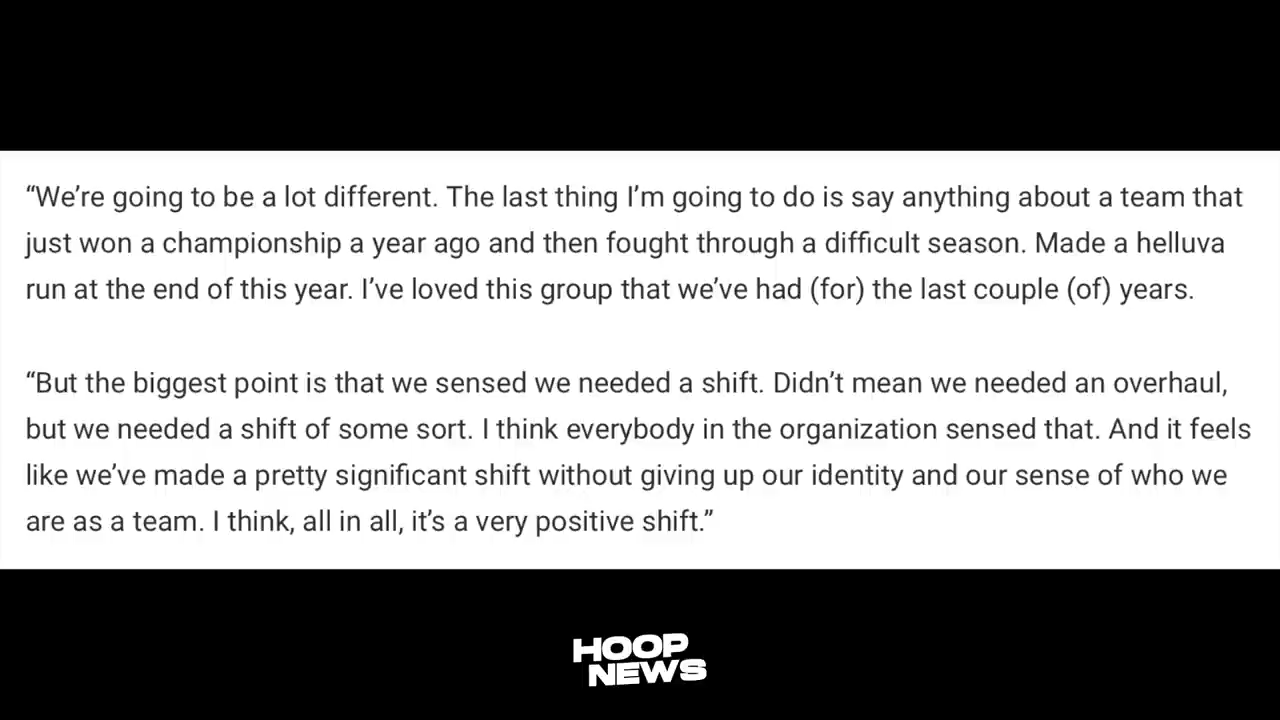 “We’re going to be a lot different. The last thing I’m going to do is say anything about a team that
just won a championship a year ago and then fought through a difficult season. Made a helluva
run at the end of this year. I’ve loved this group that we’ve had (for) the last couple (of) years.
“But the biggest point is that we sensed we needed a shift. Didn’t mean we needed an overhaul,
but we needed a shift of some sort. I think everybody in the organization sensed that. And it feels
like we’ve made a pretty significant shift without giving up our identity and our sense of who we
are as a team. I think, all in all, it’s a very positive shift.”
HOOP
NEWS